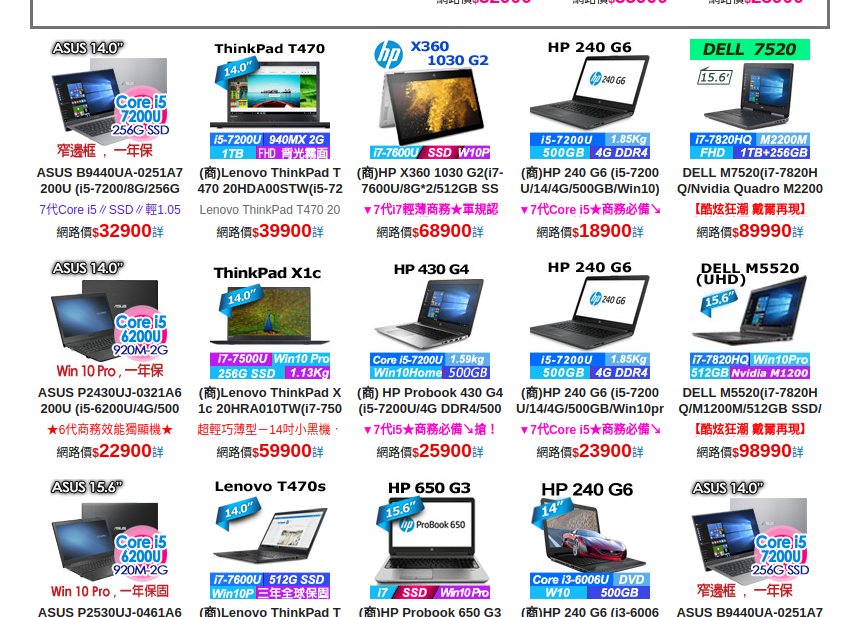 ASUS 14.0"
Core i5
7200U
256G SSD
窄邊框 , 一年保
ASUS B9440UA-0251A7
200U (i5-7200/8G/256G
7代Core i5∥SSD∥輕1.05
網路價$32900詳
ThinkPad T470
14.0"
i5-7200U 940MX 2G
1TB FHD 背光霧面
(商)Lenovo ThinkPad T
470 20HDA00STW(i5-72
Lenovo ThinkPad T470 20
網路價$39900詳
hp X360
1030 G2
i7-7600U SSD W10P
(商)HP X360 1030 G2(i7-
7600U/8G*2/512GB SS
▼7代i7輕薄商務★軍規認
網路價$68900詳
HP 240 G6
hp 240 G6
i5-7200U 1.85Kg
500GB 4G DDR4
(商)HP 240 G6 (i5-7200
U/14/4G/500GB/Win10)
▼7代Core i5★商務必備↘
網路價$18900詳
DELL 7520
15.6"
i7-7820HQ M2200M
FHD 1TB+256GB
DELL M7520(i7-7820H
Q/Nvidia Quadro M2200
【酷炫狂潮 戴爾再現】
網路價$89990詳
ASUS 14.0"
Core i5
6200U
920M-2G
Win 10 Pro , 一年保
ASUS P2430UJ-0321A6
200U (i5-6200U/4G/500
★6代商務效能獨顯機★
網路價$22900詳
ThinkPad X1c
14.0"
i7-7500U Win10 Pro
256G SSD 1.13Kg
(商)Lenovo ThinkPad X
1c 20HRA010TW(i7-750
超輕巧薄型－14吋小黑機‧
網路價$59900詳
HP 430 G4
Core i5-7200U 1.59kg
Win10Home 500GB
(商) HP Probook 430 G4
(i5-7200U/4G DDR4/500
▼7代i5★商務必備↘搶！
網路價$25900詳
HP 240 G6
hp 240 G6
i5-7200U 1.85Kg
500GB 4G DDR4
(商)HP 240 G6 (i5-7200
U/14/4G/500GB/Win10pr
▼7代Core i5★商務必備↘
網路價$23900詳
DELL M5520
(UHD)
15.6"
i7-7820HQ Win10Pro
512GB Nvidia M1200
DELL M5520(i7-7820H
Q/M1200M/512GB SSD/
【酷炫狂潮 戴爾再現】
網路價$98990詳
ASUS 15.6"
Core i5
6200U
920M-2G
Win 10 Pro , 一年保固
ASUS P2530UJ-0461A6
Lenovo T470s
14.0"
i7-7600U 512G SSD
Win10P 三年全球保固
(商)Lenovo ThinkPad T
HP 650 G3
15.6"
hp ProBook 650
i7 SSD Win10 Pro
(商)HP Probook 650 G3
HP 240 G6
14"
Core i3-6006U DVD
W10 500GB
(商)HP 240 G6 (i3-6006
ASUS 14.0"
Core i5
7200U
256G SSD
窄邊框 , 一年保
ASUS B9440UA-0251A7